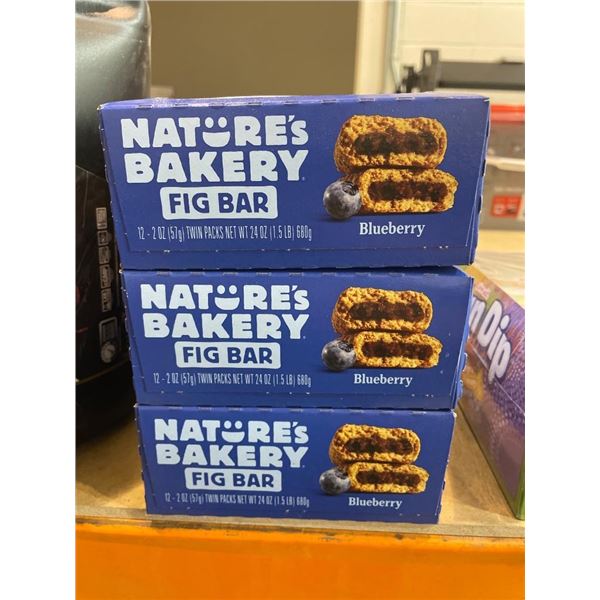 NATURE'S
BAKERY®
FIG BAR
12 - 2 OZ (57g) TWIN PACKS NET WT 24 OZ (1.5 LB) 680g
Blueberry
NATURE'S
BAKERY®
FIG BAR
12 - 2 OZ (57g) TWIN PACKS NET WT 24 OZ (1.5 LB) 680g
Blueberry
NATURE'S
BAKERY®
FIG BAR
12 - 2 OZ (57g) TWIN PACKS NET WT 24 OZ (1.5 LB) 680g
Blueberry
Dip